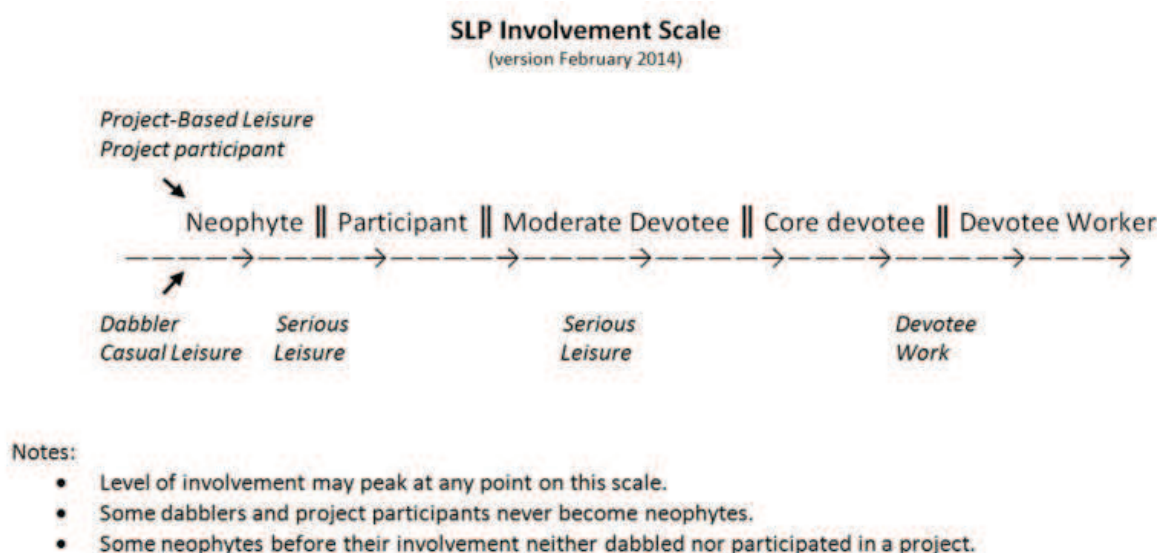 SLP Involvement Scale
(version February 2014)
Project-Based Leisure
Project participant
Neophyte ‖ Participant ‖ Moderate Devotee ‖ Core devotee ‖ Devotee Worker
Dabbler Serious Serious Devotee
Casual Leisure Leisure Leisure Work
Notes:
• Level of involvement may peak at any point on this scale.
• Some dabblers and project participants never become neophytes.
• Some neophytes before their involvement neither dabbled nor participated in a project.